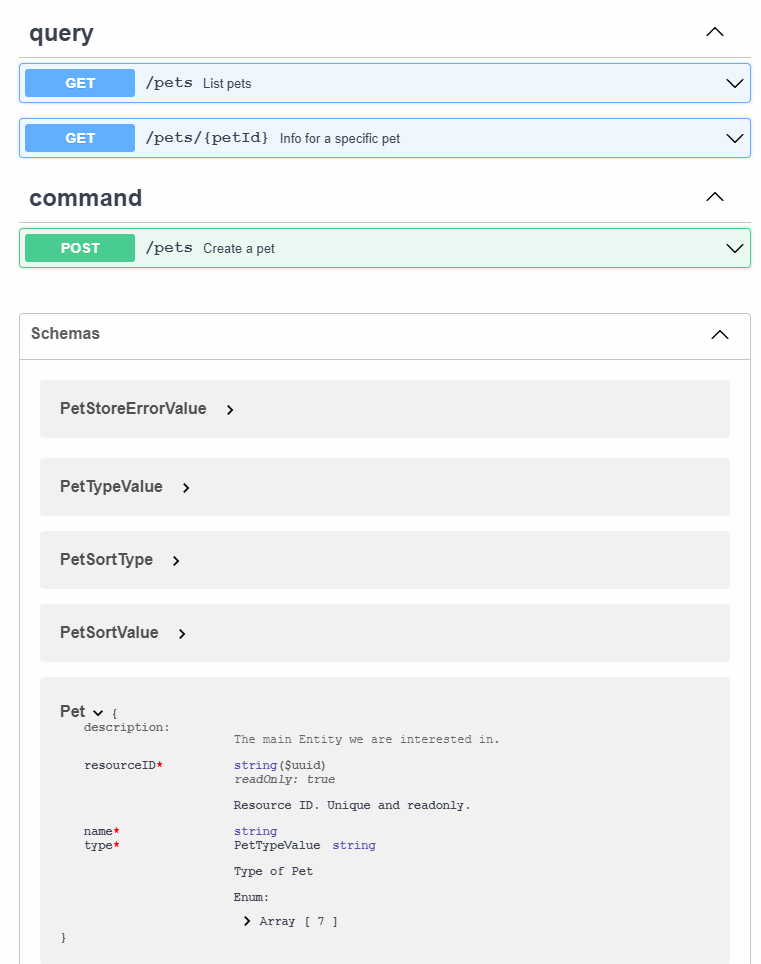 query
GET /pets List pets
GET /pets/{petId} Info for a specific pet
command
POST /pets Create a pet
Schemas
PetStoreErrorValue
PetTypeValue
PetSortType
PetSortValue
Pet {
description:
The main Entity we are interested in.
resourceID* string($uuid)
readOnly: true
Resource ID. Unique and readonly.
name* string
type* PetTypeValue string
Type of Pet
Enum:
Array [ 7 ]
}